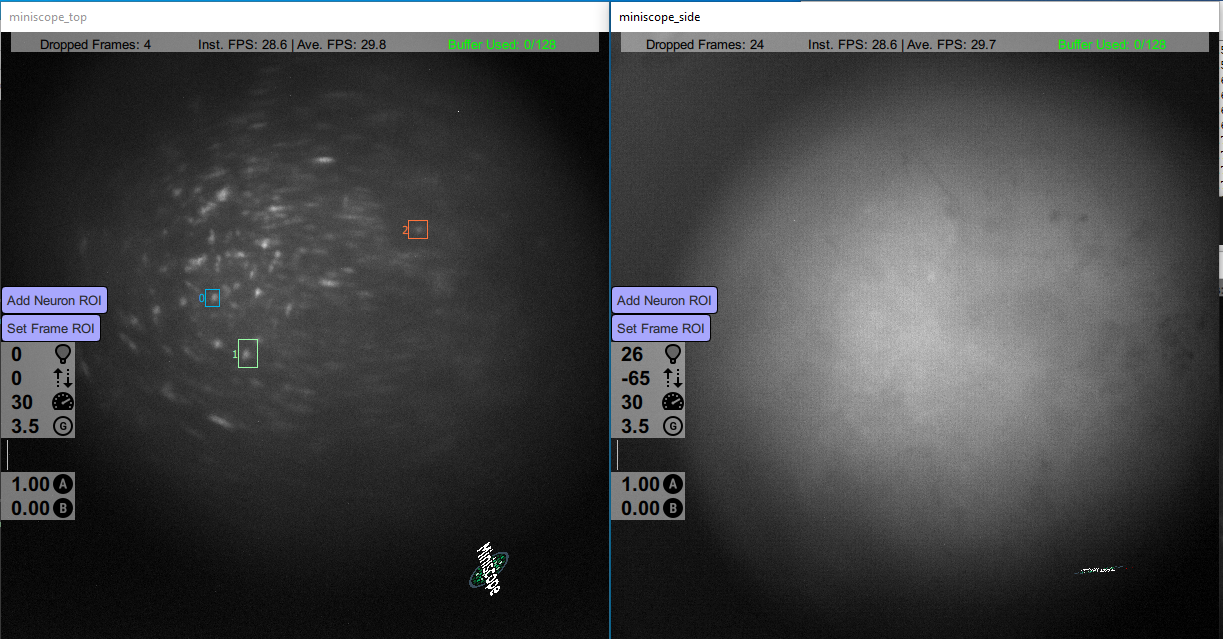 miniscope_top
Dropped Frames: 4
Inst. FPS: 28.6 | Ave. FPS: 29.8
Buffer Used: 0/128
2
0
1
Add Neuron ROI
Set Frame ROI
0
0
30
3.5 G
1.00 A
0.00 B
Miniscope
miniscope_side
Dropped Frames: 24
Inst. FPS: 28.6 | Ave. FPS: 29.7
Buffer Used: 0/128
Add Neuron ROI
Set Frame ROI
26
-65
30
3.5 G
1.00 A
0.00 B